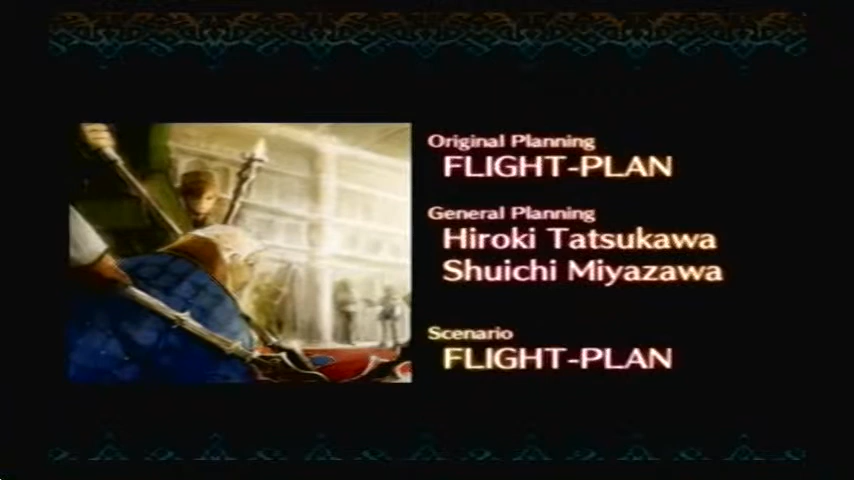 Original Planning
FLIGHT-PLAN
General Planning
Hiroki Tatsukawa
Shuichi Miyazawa
Scenario
FLIGHT-PLAN